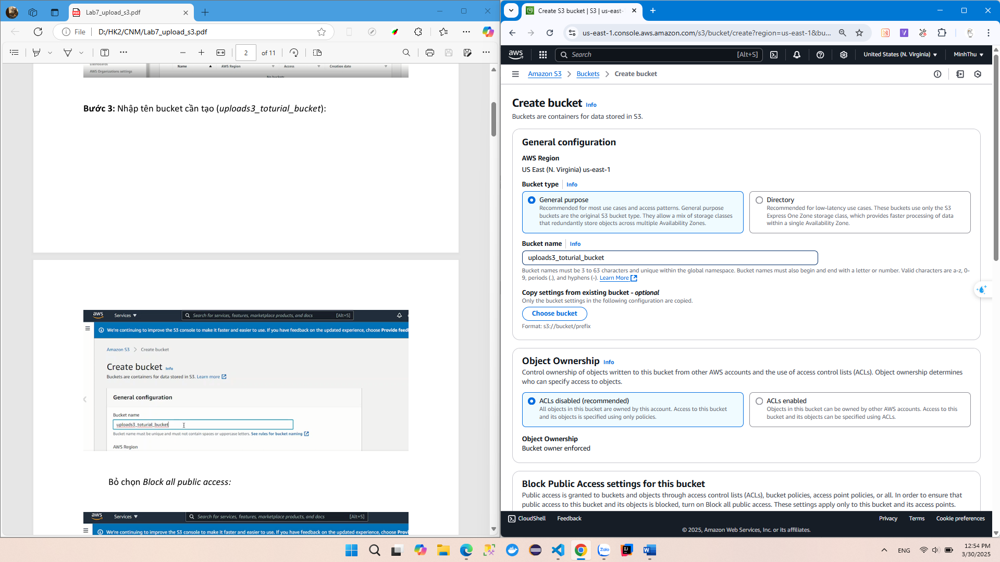 Lab7_upload_s3.pdf
File
D:/HK2/CNM/Lab7_upload_s3.pdf
2
of 11
AWS Organizations settings
Name
AWS Region
Access
Creation date
No buckets
Bước 3: Nhập tên bucket cần tạo (uploads3_toturial_bucket):
aws
Services
Search for services, features, marketplace products, and docs
[Alt+S]
We're continuing to improve the S3 console to make it faster and easier to use. If you have feedback on the updated experience, choose Provide feed
Amazon S3
Create bucket
Create bucket
Info
Buckets are containers for data stored in S3. Learn more
General configuration
Bucket name
uploads3_toturial_bucket
Bucket name must be unique and must not contain spaces or uppercase letters. See rules for bucket naming
AWS Region
Bỏ chọn Block all public access:
aws
Services
Search for services, features, marketplace products, and docs
[Alt+S]
We're continuing to improve the S3 console to make it faster and easier to use. If you have feedback on the updated experience, choose Provi
Create S3 bucket | S3 | us-east-
us-east-1.console.aws.amazon.com/s3/bucket/create?region=us-east-1&bu...
aws
Search
[Alt+S]
United States (N. Virginia)
MinhThu
Amazon S3
Buckets
Create bucket
Create bucket
Info
Buckets are containers for data stored in S3.
General configuration
AWS Region
US East (N. Virginia) us-east-1
Bucket type
Info
General purpose
Recommended for most use cases and access patterns. General purpose
buckets are the original S3 bucket type. They allow a mix of storage classes
that redundantly store objects across multiple Availability Zones.
Directory
Recommended for low-latency use cases. These buckets use only the S3
Express One Zone storage class, which provides faster processing of data
within a single Availability Zone.
Bucket name
Info
uploads3_toturial_bucket
Bucket names must be 3 to 63 characters and unique within the global namespace. Bucket names must also begin and end with a letter or number. Valid characters are a-z, 0-
9, periods (.), and hyphens (-). Learn More
Copy settings from existing bucket - optional
Only the bucket settings in the following configuration are copied.
Choose bucket
Format: s3://bucket/prefix
Object Ownership
Info
Control ownership of objects written to this bucket from other AWS accounts and the use of access control lists (ACLs). Object ownership determines
who can specify access to objects.
ACLs disabled (recommended)
All objects in this bucket are owned by this account. Access to this bucket
and its objects is specified using only policies.
ACLs enabled
Objects in this bucket can be owned by other AWS accounts. Access to this
bucket and its objects can be specified using ACLs.
Object Ownership
Bucket owner enforced
Block Public Access settings for this bucket
Public access is granted to buckets and objects through access control lists (ACLs), bucket policies, access point policies, or all. In order to ensure that
public access to this bucket and its objects is blocked, turn on Block all public access. These settings apply only to this bucket and its access points.
CloudShell
Feedback
Privacy
Terms
Cookie preferences
© 2025, Amazon Web Services, Inc. or its affiliates.
Zalo
ENG
12:54 PM
3/30/2025